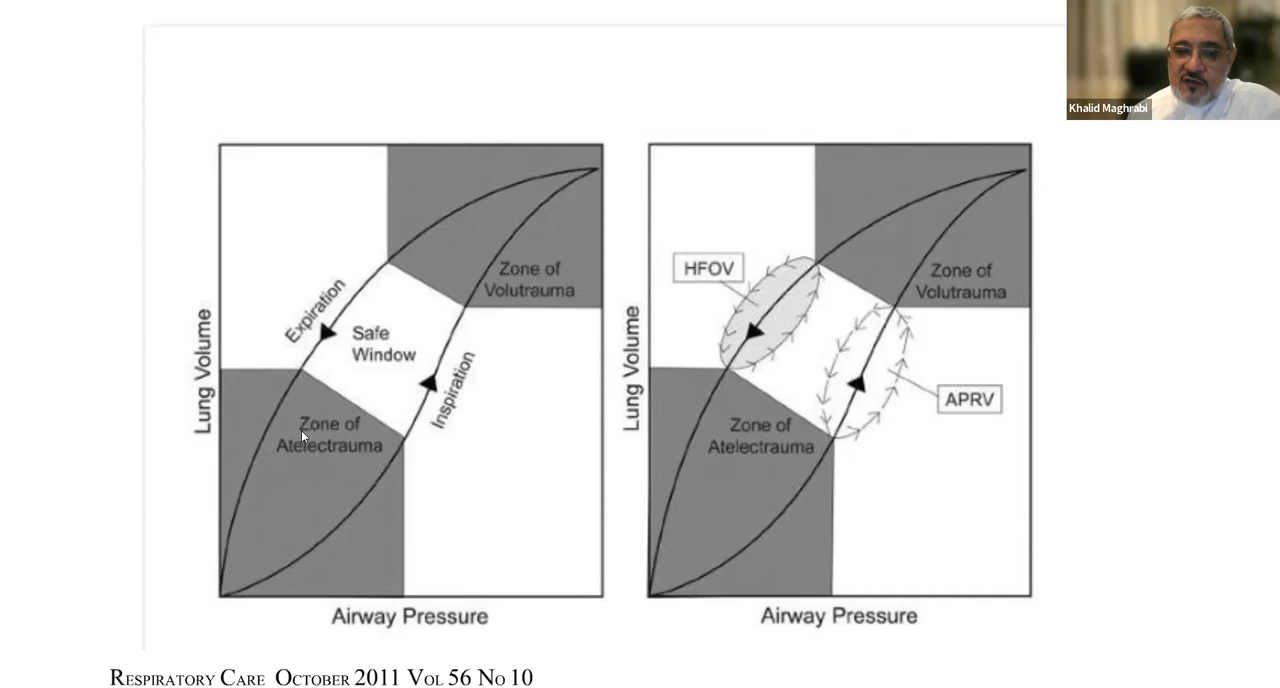 Khalid Maghrabi
Lung Volume
Expiration
Safe
Window
Inspiration
Zone of
Volutrauma
Zone of
Atelectrauma
Airway Pressure
Lung Volume
HFOV
Zone of
Volutrauma
APRV
Zone of
Atelectrauma
Airway Pressure
RESPIRATORY CARE OCTOBER 2011 VOL 56 NO 10